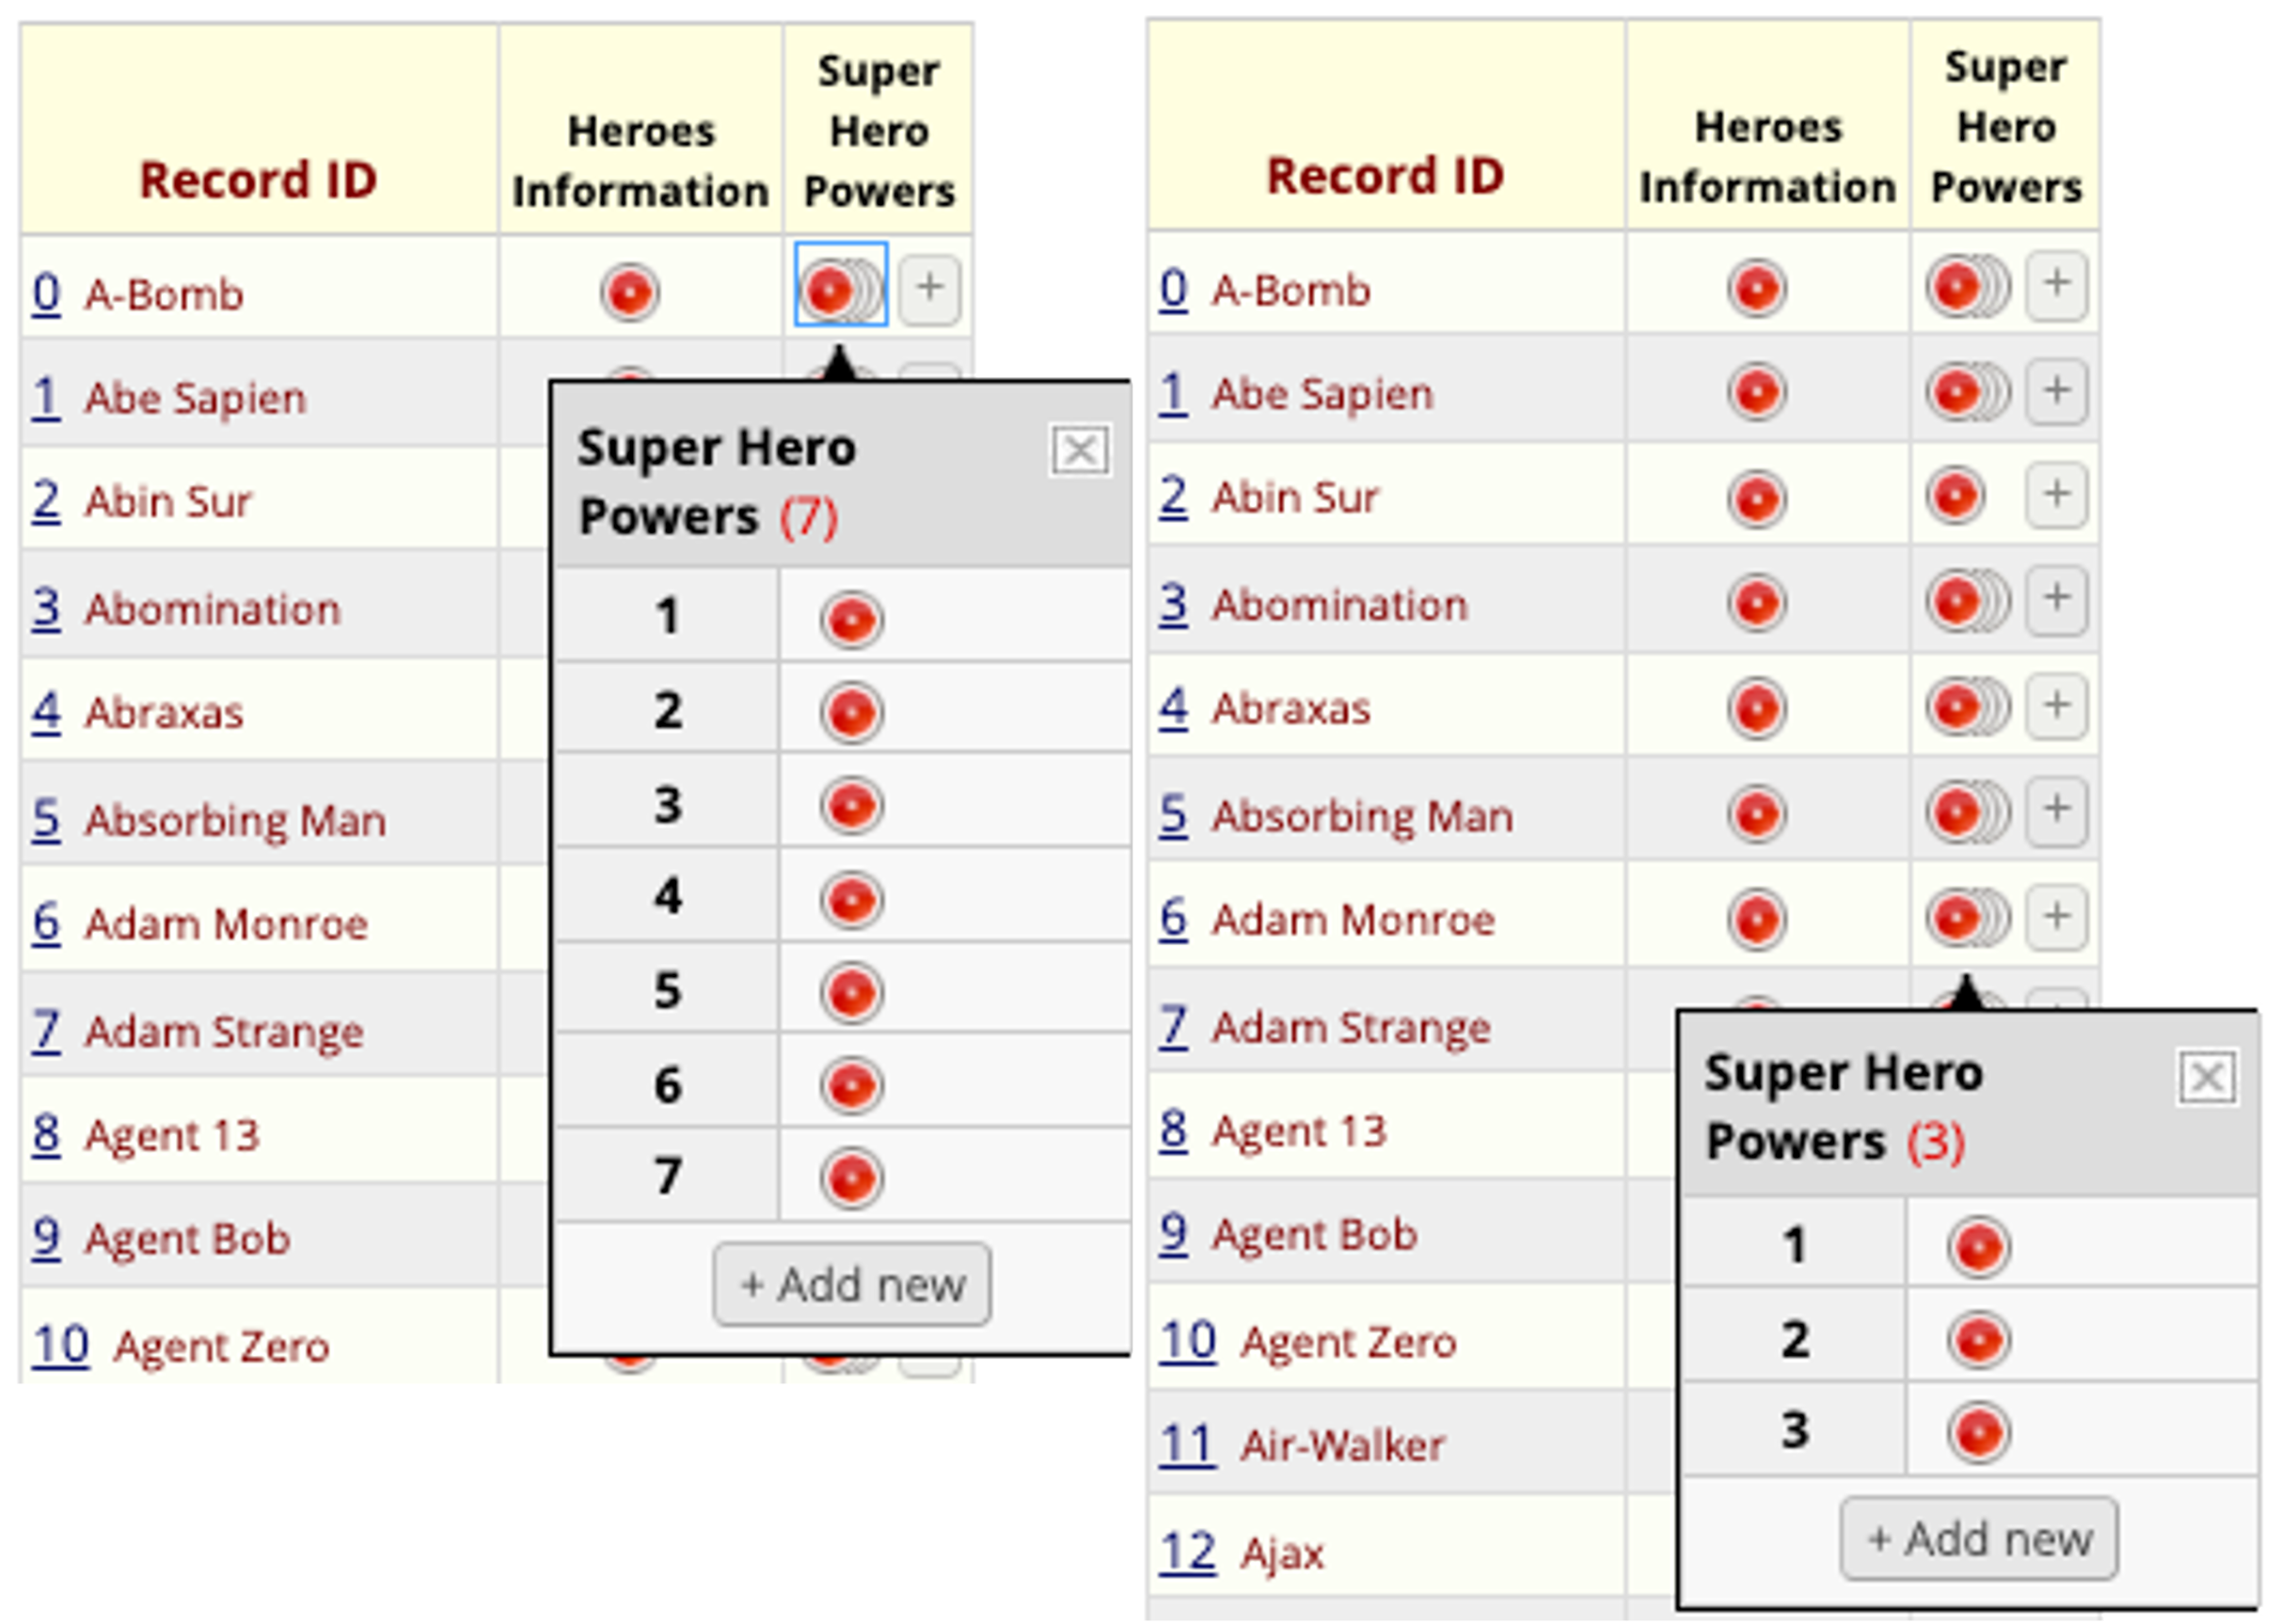 Record ID
Heroes
Information
Super
Hero
Powers
0 A-Bomb
+
1 Abe Sapien
2 Abin Sur
3 Abomination
4 Abraxas
5 Absorbing Man
6 Adam Monroe
7 Adam Strange
8 Agent 13
9 Agent Bob
10 Agent Zero
Super Hero
Powers (7)
1
2
3
4
5
6
7
+ Add new
Record ID
Heroes
Information
Super
Hero
Powers
0 A-Bomb +
1 Abe Sapien +
2 Abin Sur +
3 Abomination +
4 Abraxas +
5 Absorbing Man +
6 Adam Monroe +
7 Adam Strange
8 Agent 13
9 Agent Bob
10 Agent Zero
11 Air-Walker
12 Ajax
Super Hero
Powers (3)
1
2
3
+ Add new